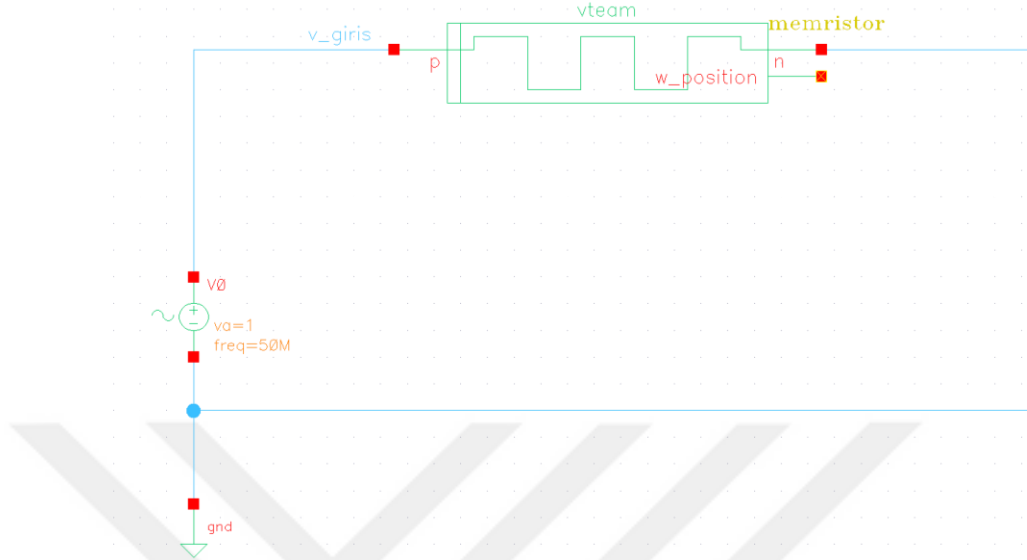 vteam
memristor
v_giris
p
n
w_position
V0
va=1
freq=50M
gnd